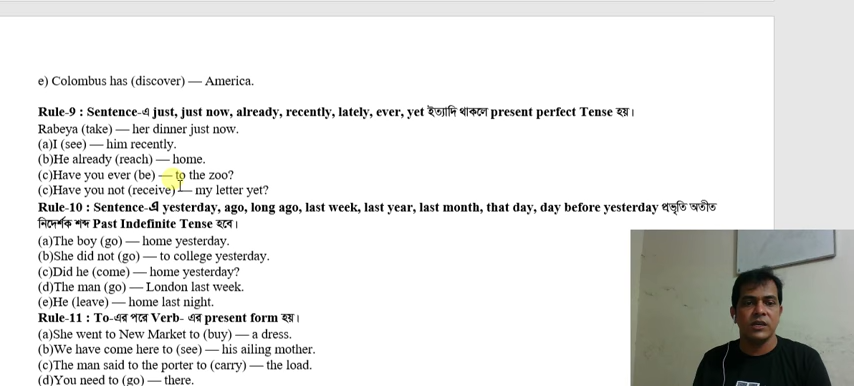 e) Colombus has (discover) — America.
Rule-9 : Sentence-এ just, just now, already, recently, lately, ever, yet ইত্যাদি থাকলে present perfect Tense হয়।
Rabeya (take) — her dinner just now.
(a)I (see) — him recently.
(b)He already (reach) — home.
(c)Have you ever (be) — to the zoo?
(c)Have you not (receive) — my letter yet?
Rule-10 : Sentence-এ yesterday, ago, long ago, last week, last year, last month, that day, day before yesterday প্রভৃতি অতীত
নির্দেশক শব্দ Past Indefinite Tense হবে।
(a)The boy (go) — home yesterday.
(b)She did not (go) — to college yesterday.
(c)Did he (come) — home yesterday?
(d)The man (go) — London last week.
(e)He (leave) — home last night.
Rule-11 : To-এর পরে Verb- এর present form হয়।
(a)She went to New Market to (buy) — a dress.
(b)We have come here to (see) — his ailing mother.
(c)The man said to the porter to (carry) — the load.
(d)You need to (go) — there.